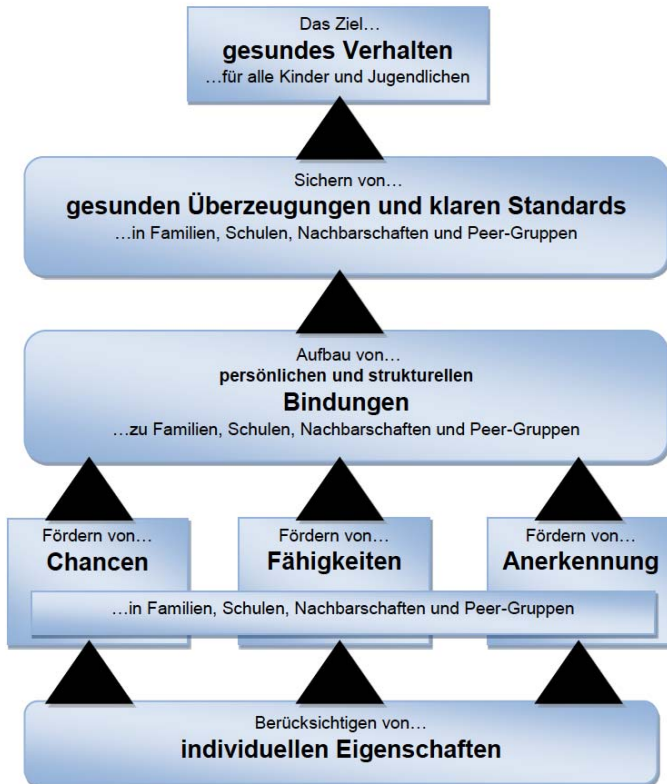 Das Ziel…
gesundes Verhalten
…für alle Kinder und Jugendlichen
Sichern von…
gesunden Überzeugungen und klaren Standards
…in Familien, Schulen, Nachbarschaften und Peer-Gruppen
Aufbau von…
persönlichen und strukturellen
Bindungen
…zu Familien, Schulen, Nachbarschaften und Peer-Gruppen
Fördern von…
Chancen
Fördern von…
Fähigkeiten
Fördern von…
Anerkennung
…in Familien, Schulen, Nachbarschaften und Peer-Gruppen
Berücksichtigen von…
individuellen Eigenschaften